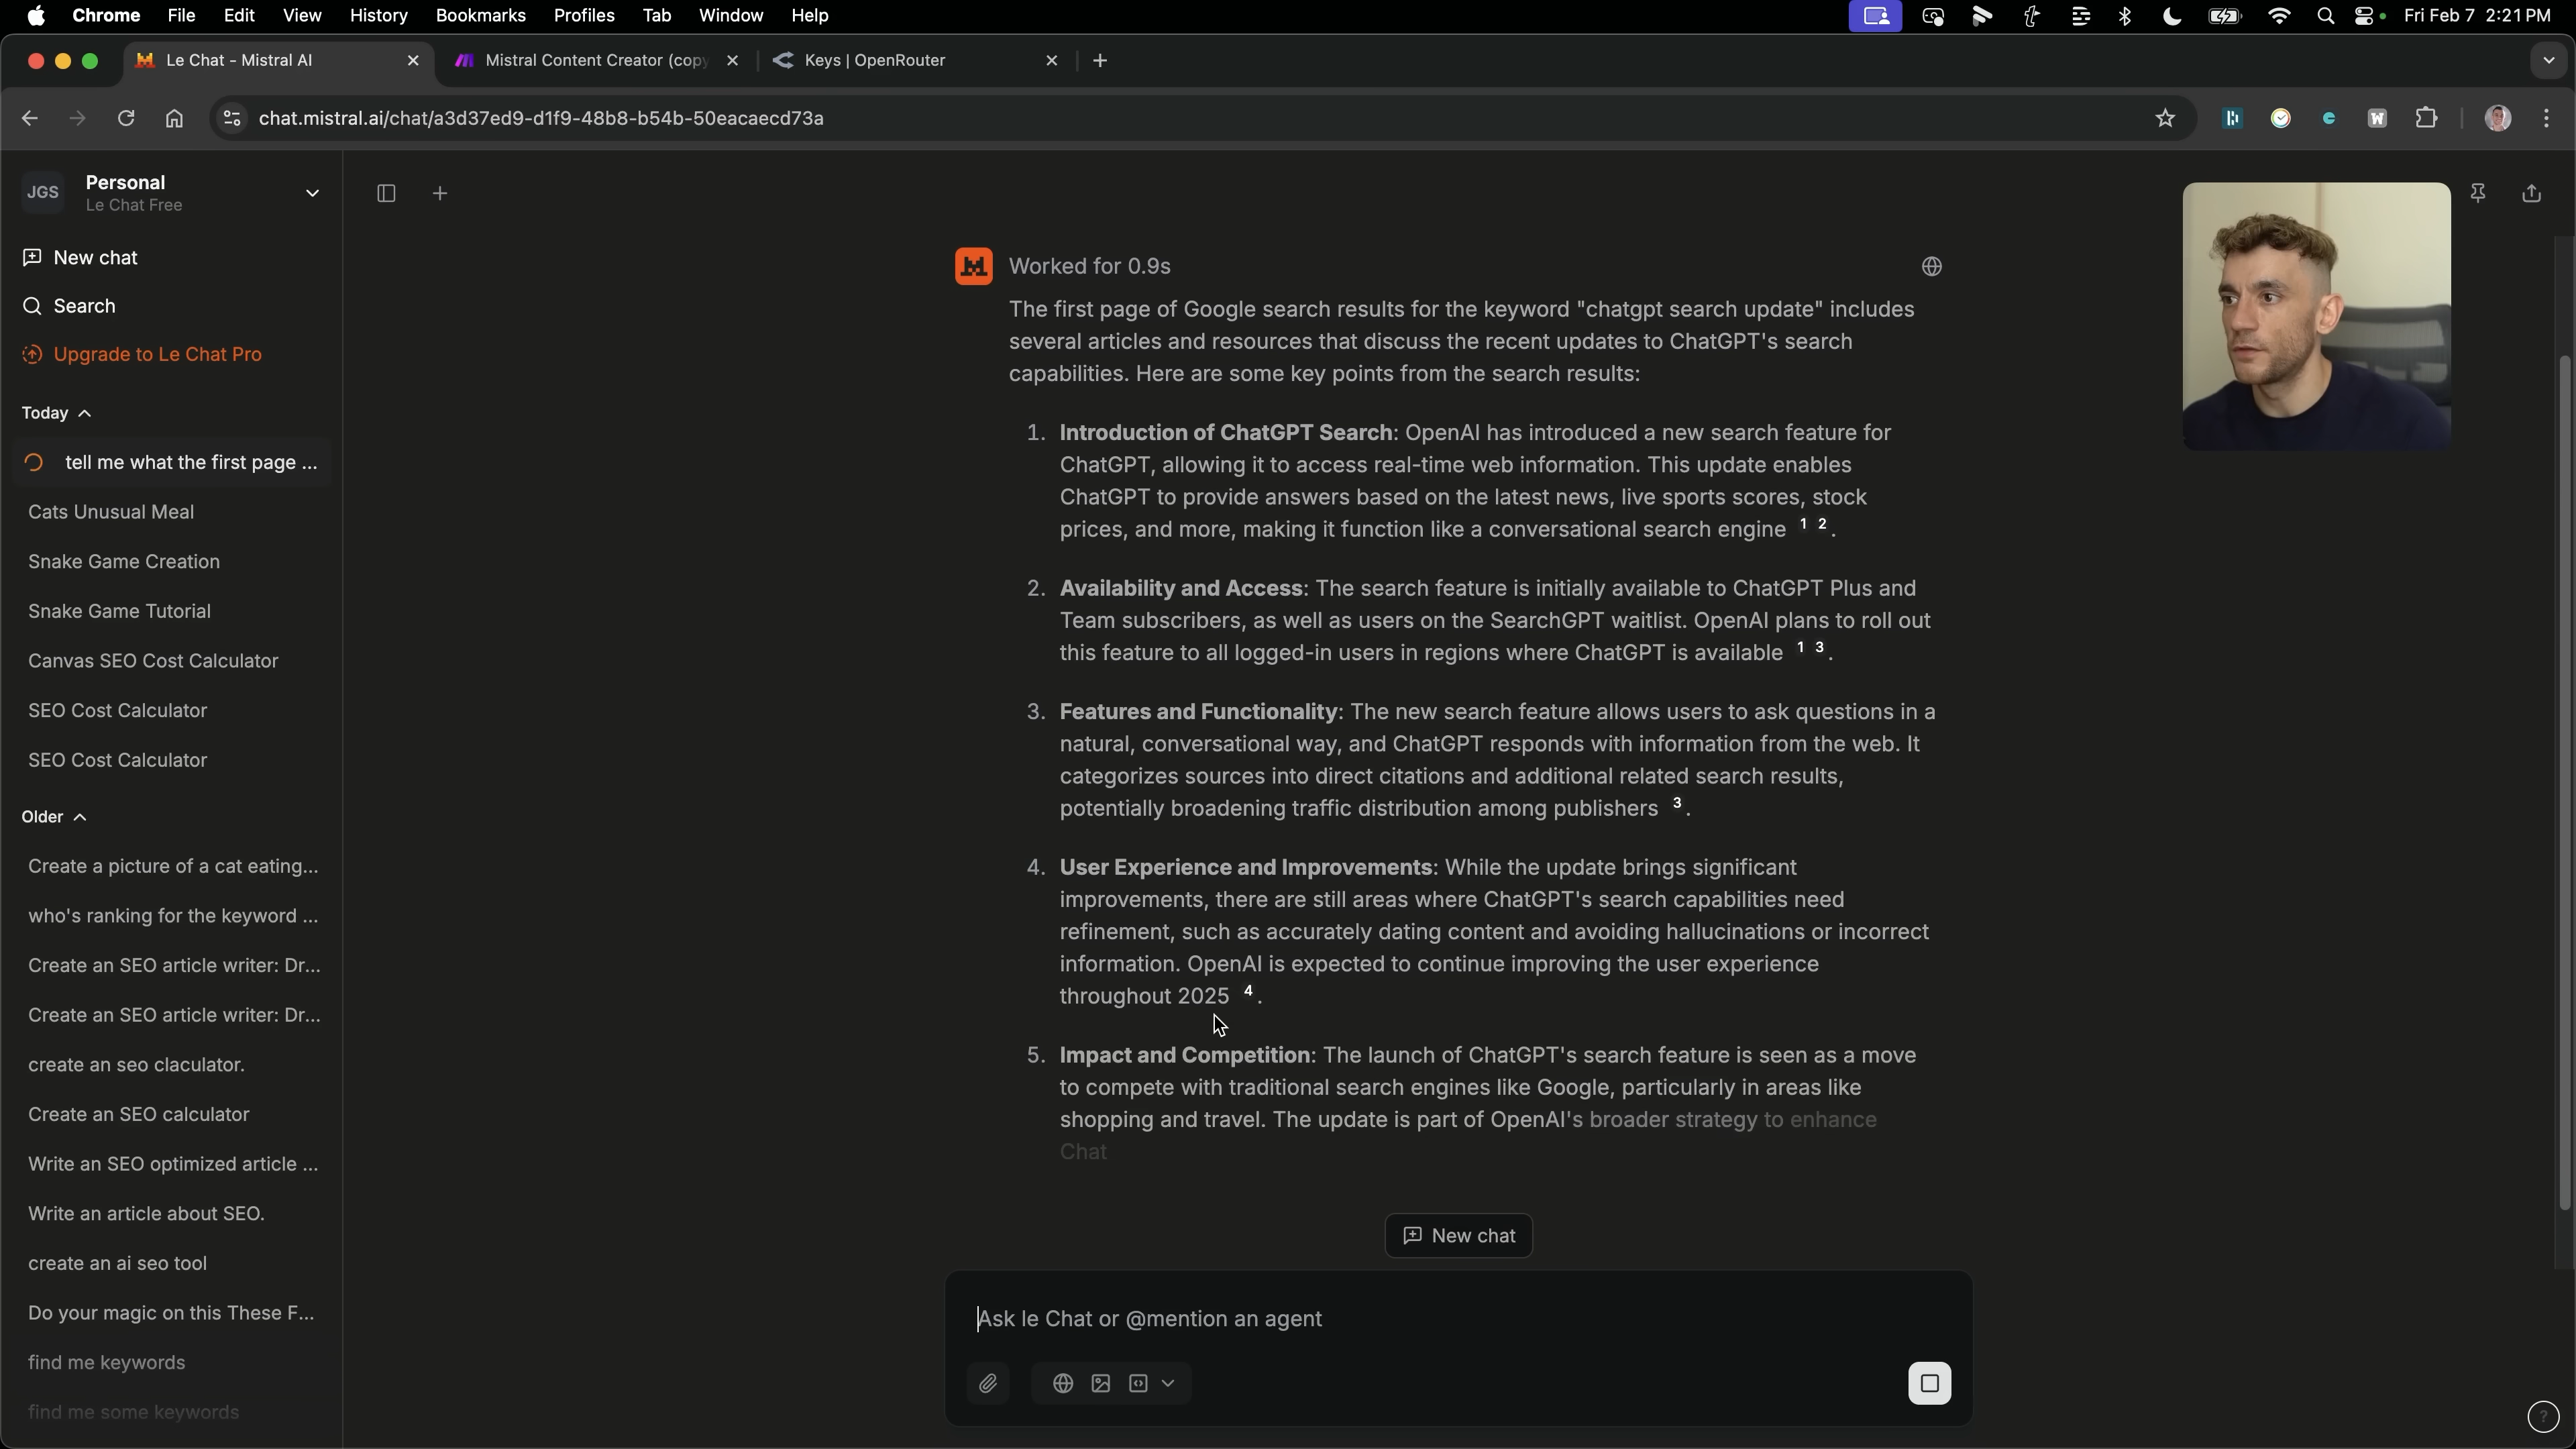 Chrome File Edit View History Bookmarks Profiles Tab Window Help Fri Feb 7 2:21 PM
Le Chat - Mistral AI Mistral Content Creator (copy Keys | OpenRouter
chat.mistral.ai/chat/a3d37ed9-d1f9-48b8-b54b-50eacaecd73a
JGS
Personal
Le Chat Free
New chat
Search
Upgrade to Le Chat Pro
Today
tell me what the first page ...
Cats Unusual Meal
Snake Game Creation
Snake Game Tutorial
Canvas SEO Cost Calculator
SEO Cost Calculator
SEO Cost Calculator
Older
Create a picture of a cat eating...
who's ranking for the keyword ...
Create an SEO article writer: Dr...
Create an SEO article writer: Dr...
create an seo claculator.
Create an SEO calculator
Write an SEO optimized article ...
Write an article about SEO.
create an ai seo tool
Do your magic on this These F...
find me keywords
find me some keywords
Worked for 0.9s
The first page of Google search results for the keyword "chatgpt search update" includes
several articles and resources that discuss the recent updates to ChatGPT's search
capabilities. Here are some key points from the search results:
1. Introduction of ChatGPT Search: OpenAI has introduced a new search feature for
ChatGPT, allowing it to access real-time web information. This update enables
ChatGPT to provide answers based on the latest news, live sports scores, stock
prices, and more, making it function like a conversational search engine 1 2.
2. Availability and Access: The search feature is initially available to ChatGPT Plus and
Team subscribers, as well as users on the SearchGPT waitlist. OpenAI plans to roll out
this feature to all logged-in users in regions where ChatGPT is available 1 3.
3. Features and Functionality: The new search feature allows users to ask questions in a
natural, conversational way, and ChatGPT responds with information from the web. It
categorizes sources into direct citations and additional related search results,
potentially broadening traffic distribution among publishers 3.
4. User Experience and Improvements: While the update brings significant
improvements, there are still areas where ChatGPT's search capabilities need
refinement, such as accurately dating content and avoiding hallucinations or incorrect
information. OpenAI is expected to continue improving the user experience
throughout 2025 4.
5. Impact and Competition: The launch of ChatGPT's search feature is seen as a move
to compete with traditional search engines like Google, particularly in areas like
shopping and travel. The update is part of OpenAI's broader strategy to enhance
Chat
New chat
Ask le Chat or @mention an agent